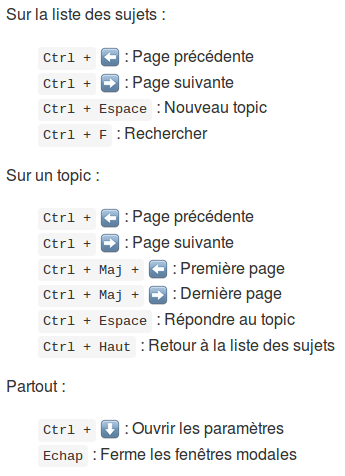 Sur la liste des sujets :
Ctrl + ⬅️ : Page précédente
Ctrl + ➡️ : Page suivante
Ctrl + Espace : Nouveau topic
Ctrl + F : Rechercher
Sur un topic :
Ctrl + ⬅️ : Page précédente
Ctrl + ➡️ : Page suivante
Ctrl + Maj + ⬅️ : Première page
Ctrl + Maj + ➡️ : Dernière page
Ctrl + Espace : Répondre au topic
Ctrl + Haut : Retour à la liste des sujets
Partout :
Ctrl + ⬇️ : Ouvrir les paramètres
Echap : Ferme les fenêtres modales